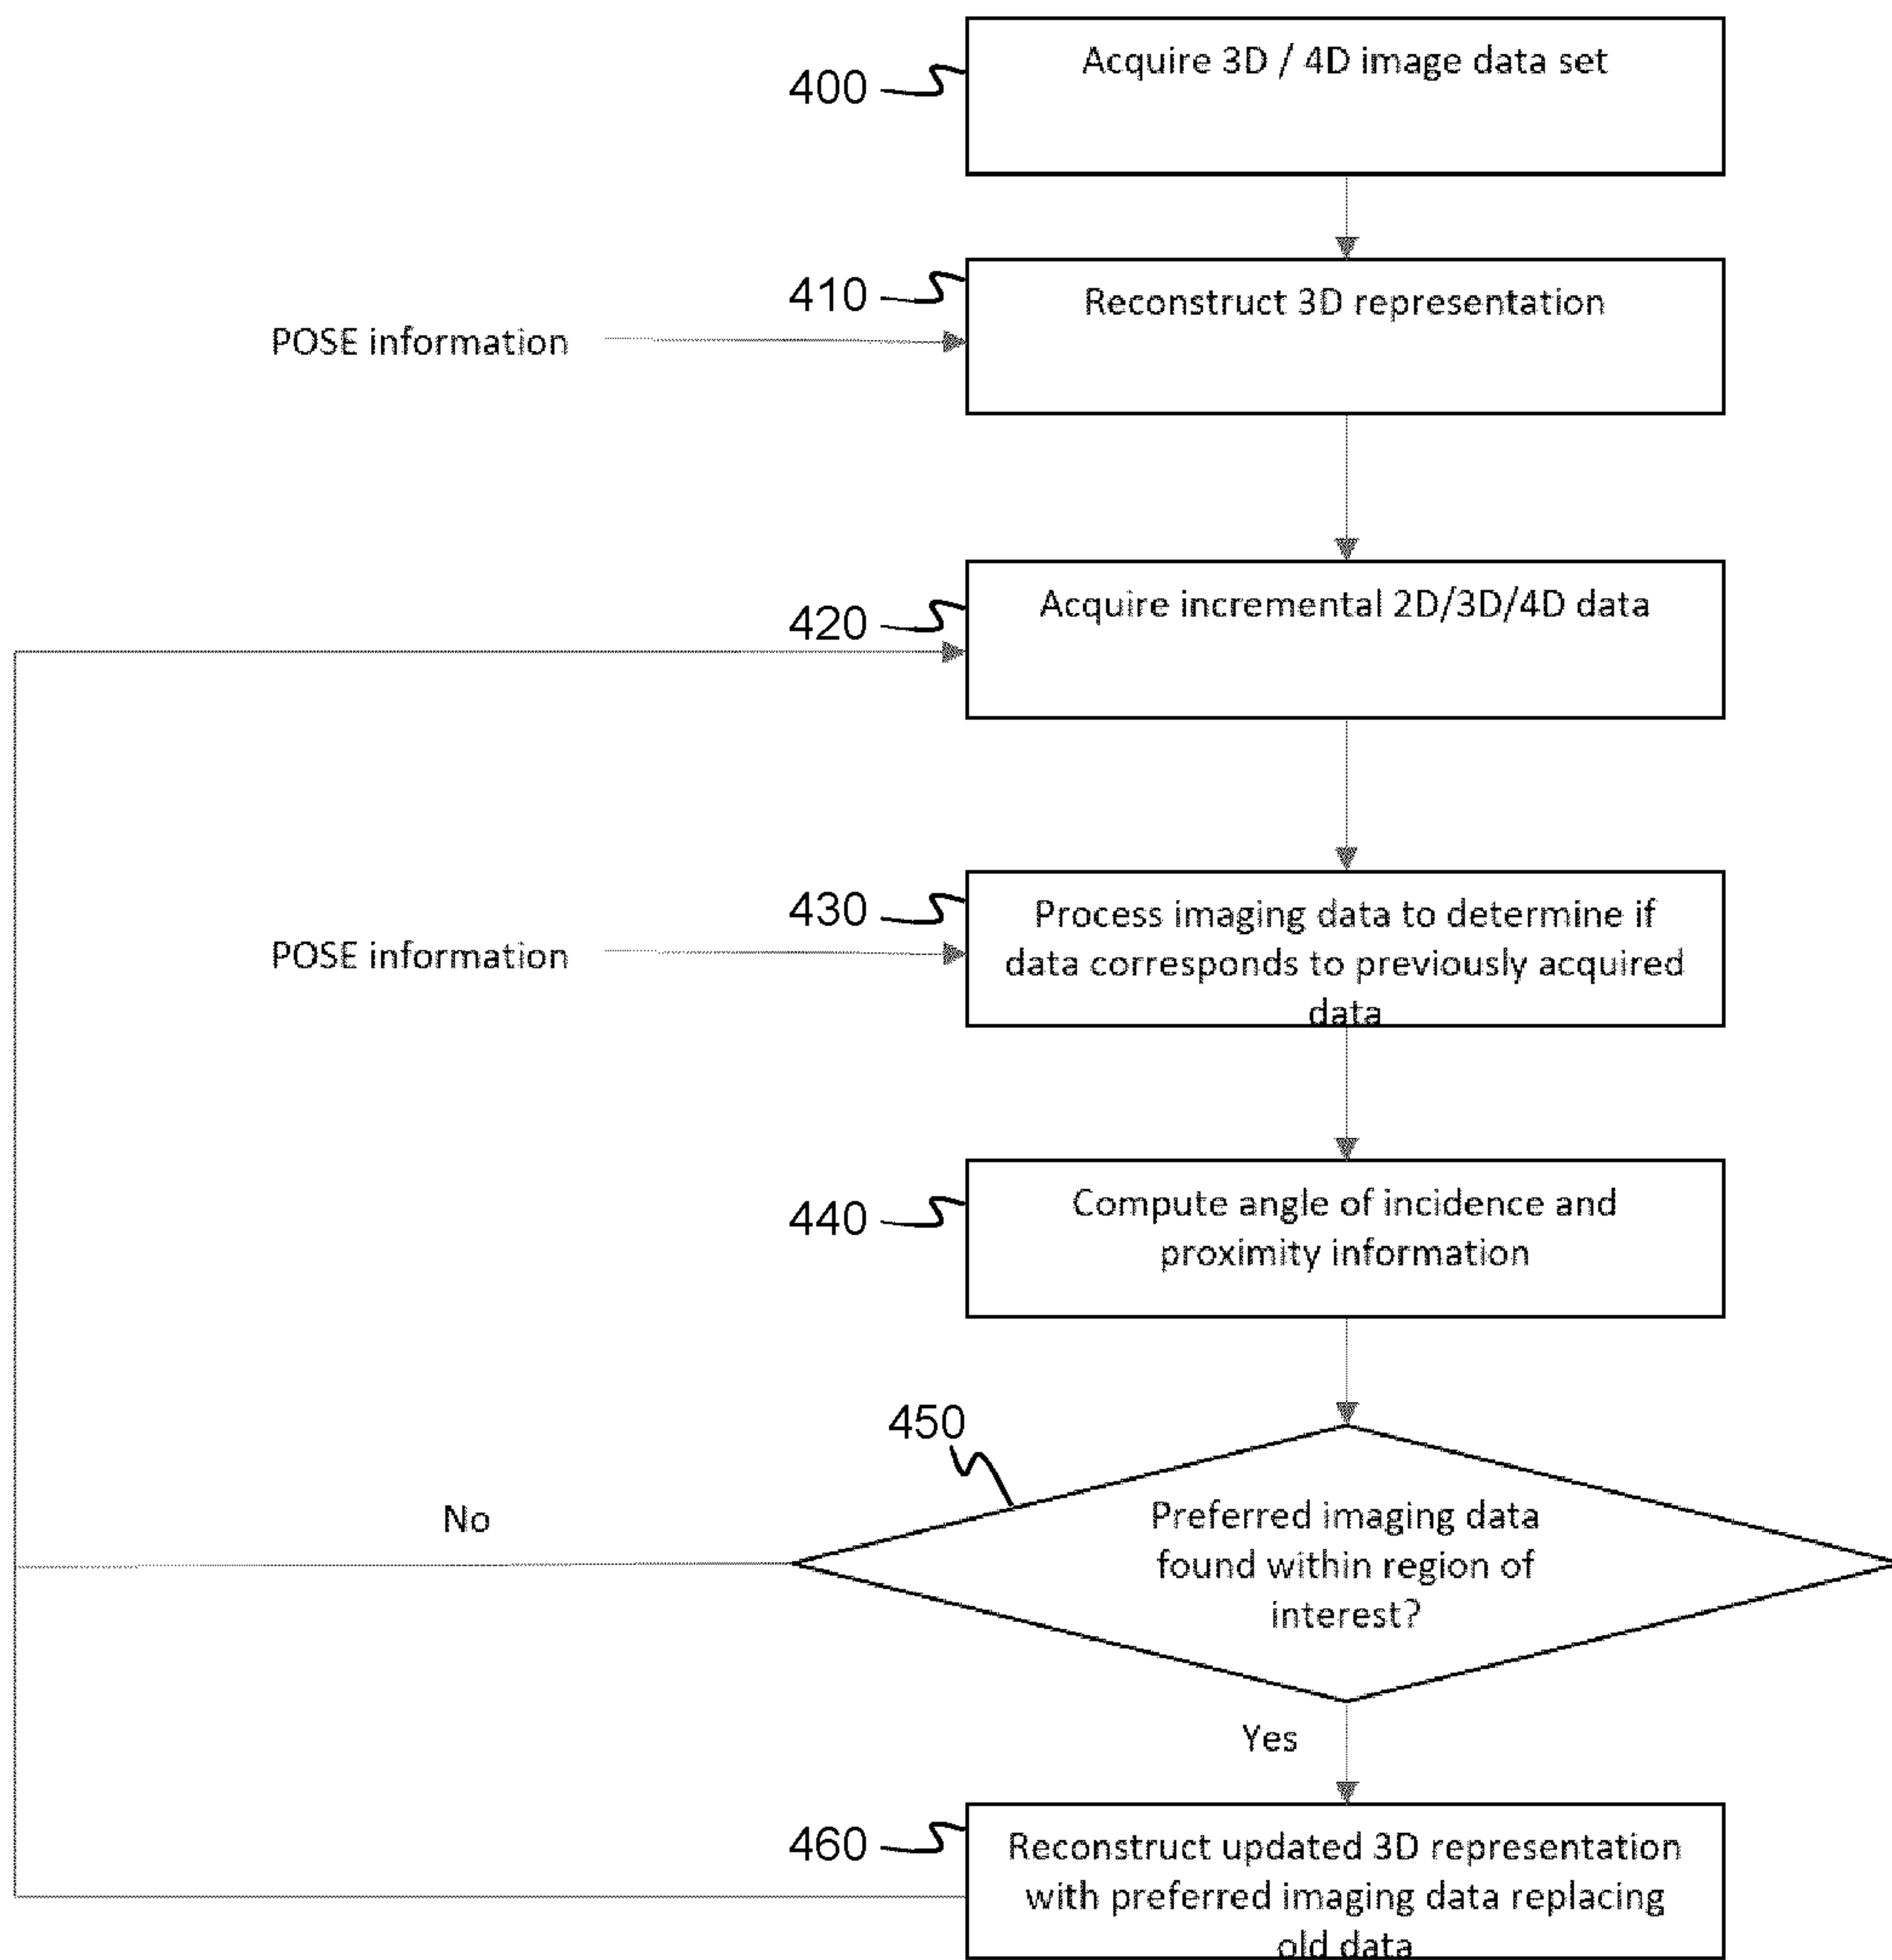 Acquire 3D / 4D image data set
400
410
Reconstruct 3D representation
POSE information
Acquire incremental 2D/3D/4D data
420
430
Process imaging data to determine if
data corresponds to previously acquired
data
POSE information
440
Compute angle of incidence and
proximity information
450
No
Preferred imaging data
found within region of
interest?
Yes
460
Reconstruct updated 3D representation
with preferred imaging data replacing
old data